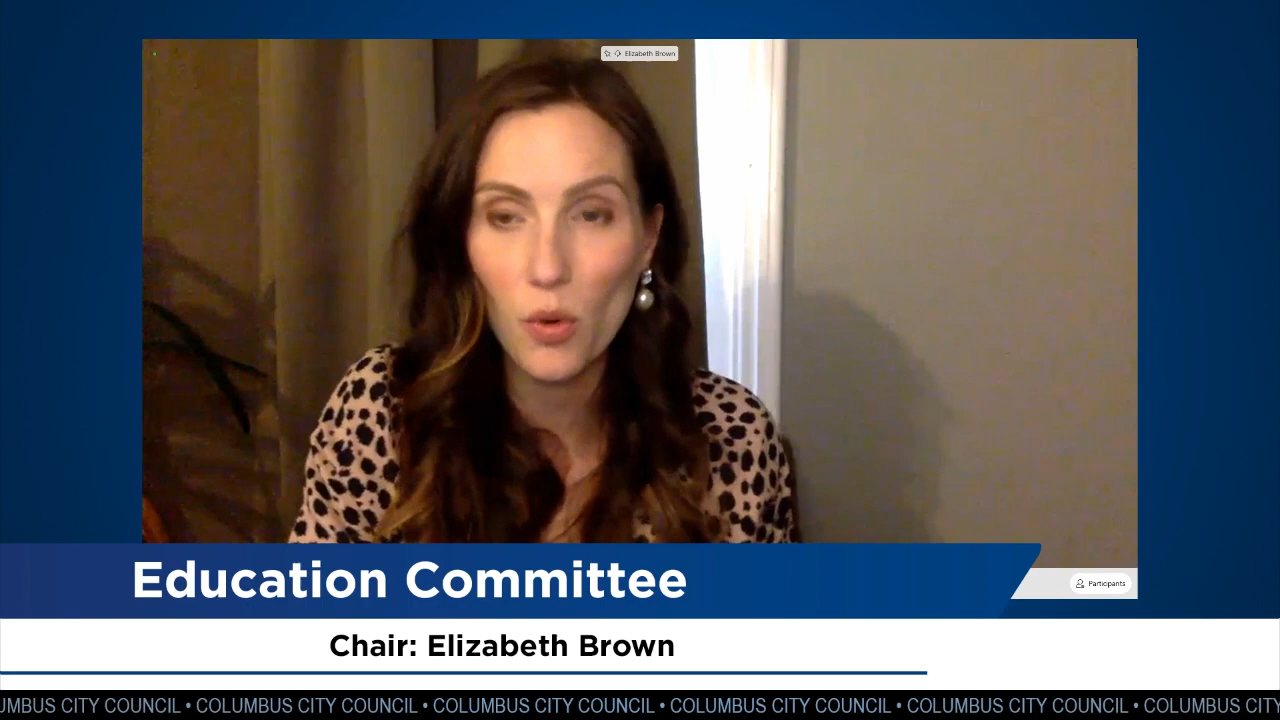 Elizabeth Brown
Participants
Education Committee
Chair: Elizabeth Brown
UMBUS CITY COUNCIL • COLUMBUS CITY COUNCIL • COLUMBUS CITY COUNCIL • COLUMBUS CITY COUNCIL • COLUMBUS CITY COUNCIL • COLUMBUS CITY